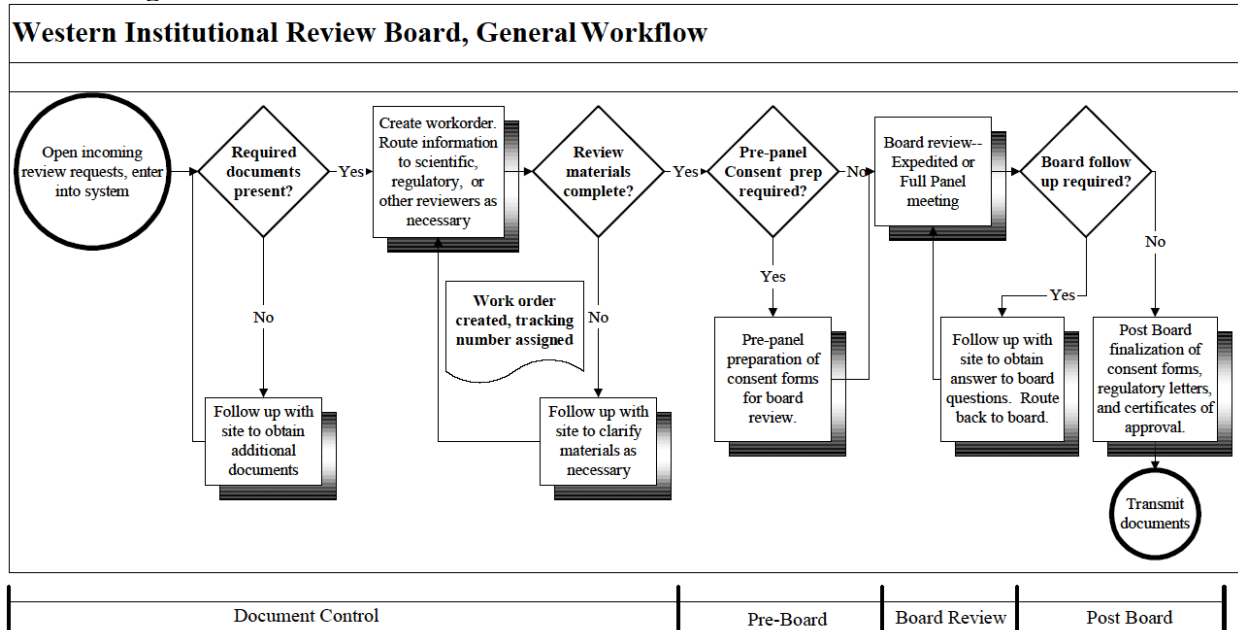 Western Institutional Review Board, General Workflow
Open incoming
review requests, enter
into system
Required
documents
present?
Yes
No
Follow up with
site to obtain
additional
documents
Create workorder.
Route information
to scientific,
regulatory, or
other reviewers as
necessary
Work order
created, tracking
number assigned
Review
materials
complete?
Yes
No
Follow up with
site to clarify
materials as
necessary
Pre-panel
Consent prep
required?
No
Yes
Pre-panel
preparation of
consent forms
for board
review.
Board review--
Expedited or
Full Panel
meeting
Board follow
up required?
Yes
Follow up with
site to obtain
answer to board
questions. Route
back to board.
No
Post Board
finalization of
consent forms,
regulatory letters,
and certificates of
approval.
Transmit
documents
Document Control
Pre-Board
Board Review
Post Board